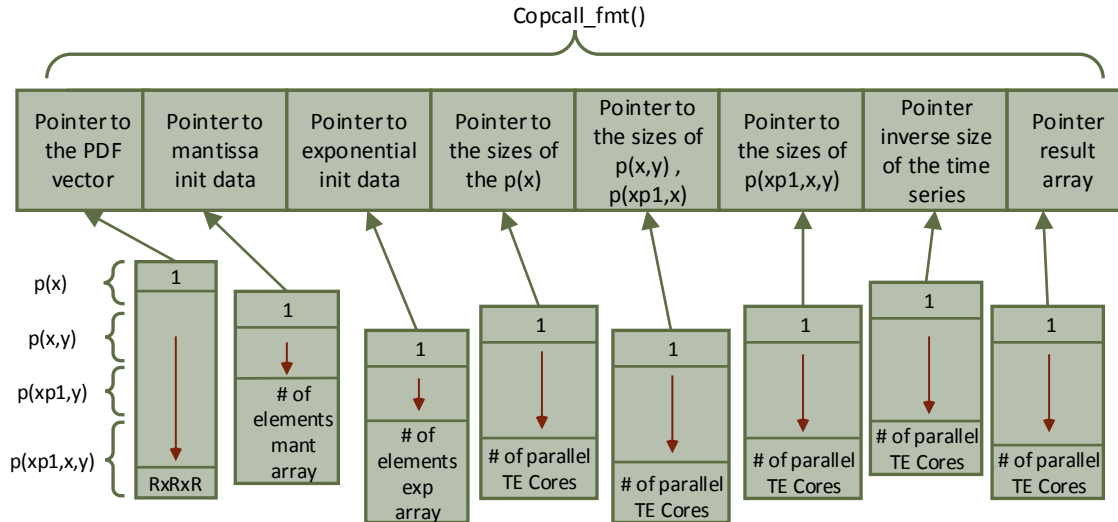 Copcall_fmt()
Pointer to
the PDF
vector
Pointer to
mantissa
init data
Pointer to
exponential
init data
Pointer to
the sizes of
the p(x)
Pointer to
the sizes of
p(x,y) ,
p(xp1,x)
Pointer to
the sizes of
p(xp1,x,y)
Pointer
inverse size
of the time
series
Pointer
result
array
p(x)
p(x,y)
p(xp1,y)
p(xp1,x,y)
1
RxRxR
1
# of
elements
mant
array
1
# of
elements
exp
array
1
# of parallel
TE Cores
1
# of parallel
TE Cores
1
# of parallel
TE Cores
1
# of parallel
TE Cores
1
# of parallel
TE Cores